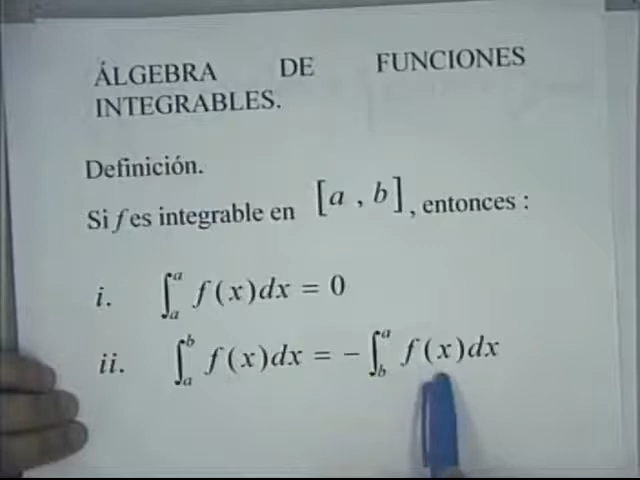 ÁLGEBRA DE FUNCIONES
INTEGRABLES.
Definición.
Si f es integrable en [a , b] , entonces :
i. ∫_a^a f(x)dx = 0
ii. ∫_a^b f(x)dx = -∫_b^a f(x)dx